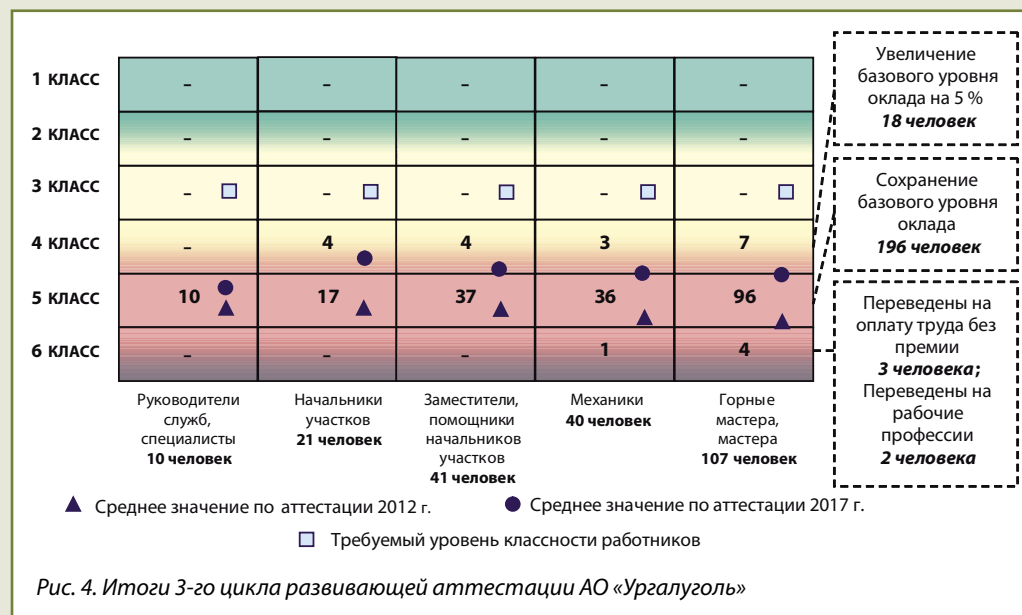 1 КЛАСС – – – – –
2 КЛАСС – – – – –
3 КЛАСС – – – – –
4 КЛАСС – 4 4 3 7
5 КЛАСС 10 17 37 36 96
6 КЛАСС – – – 1 4
Руководители
служб,
специалисты
10 человек
Начальники
участков
21 человек
Заместители,
помощники
начальников
участков
41 человек
Механики
40 человек
Горные
мастера,
мастера
107 человек
Увеличение
базового уровня
оклада на 5 %
18 человек
Сохранение
базового уровня
оклада
196 человек
Переведены на
оплату труда без
премии
3 человека;
Переведены на
рабочие
профессии
2 человека
Среднее значение по аттестации 2012 г.
Среднее значение по аттестации 2017 г.
Требуемый уровень классности работников
Рис. 4. Итоги 3-го цикла развивающей аттестации АО «Ургалуголь»